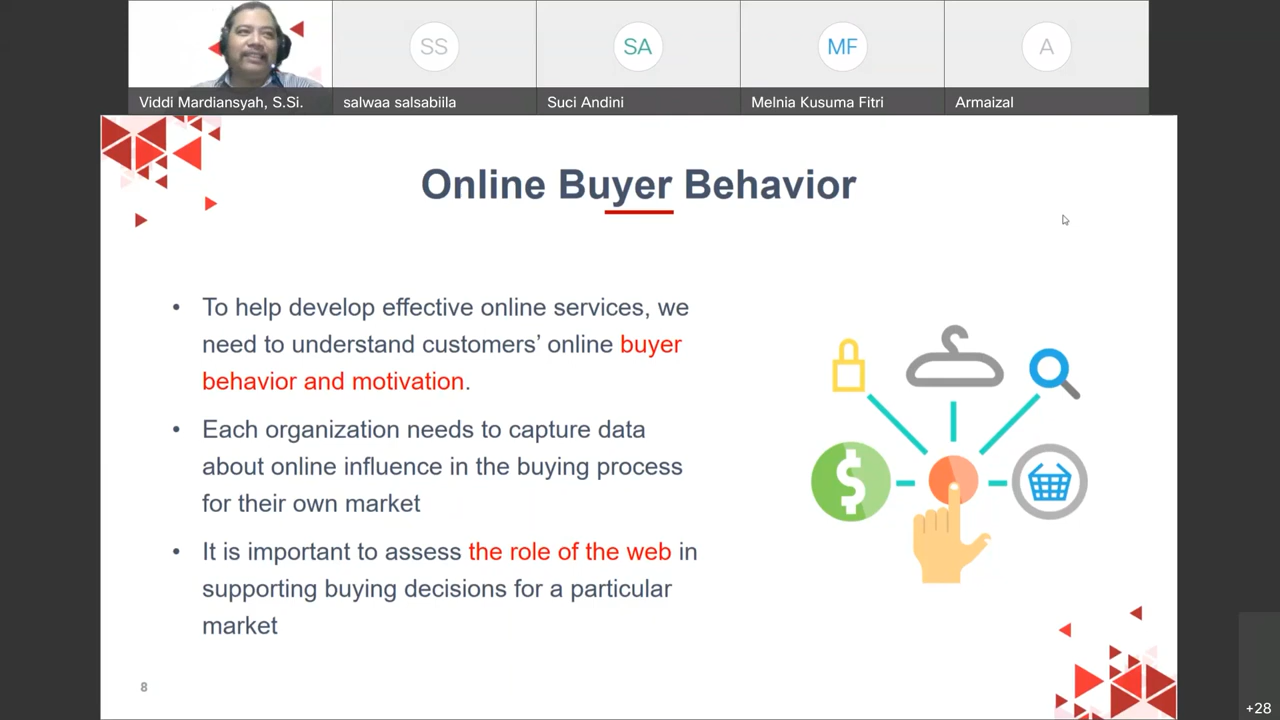 SS
SA
MF
A
Viddi Mardiansyah, S.Si.
salwaa salsabiila
Suci Andini
Melnia Kusuma Fitri
Armaizal
Online Buyer Behavior
• To help develop effective online services, we
need to understand customers’ online buyer
behavior and motivation.
• Each organization needs to capture data
about online influence in the buying process
for their own market
• It is important to assess the role of the web in
supporting buying decisions for a particular
market
$
8
+28